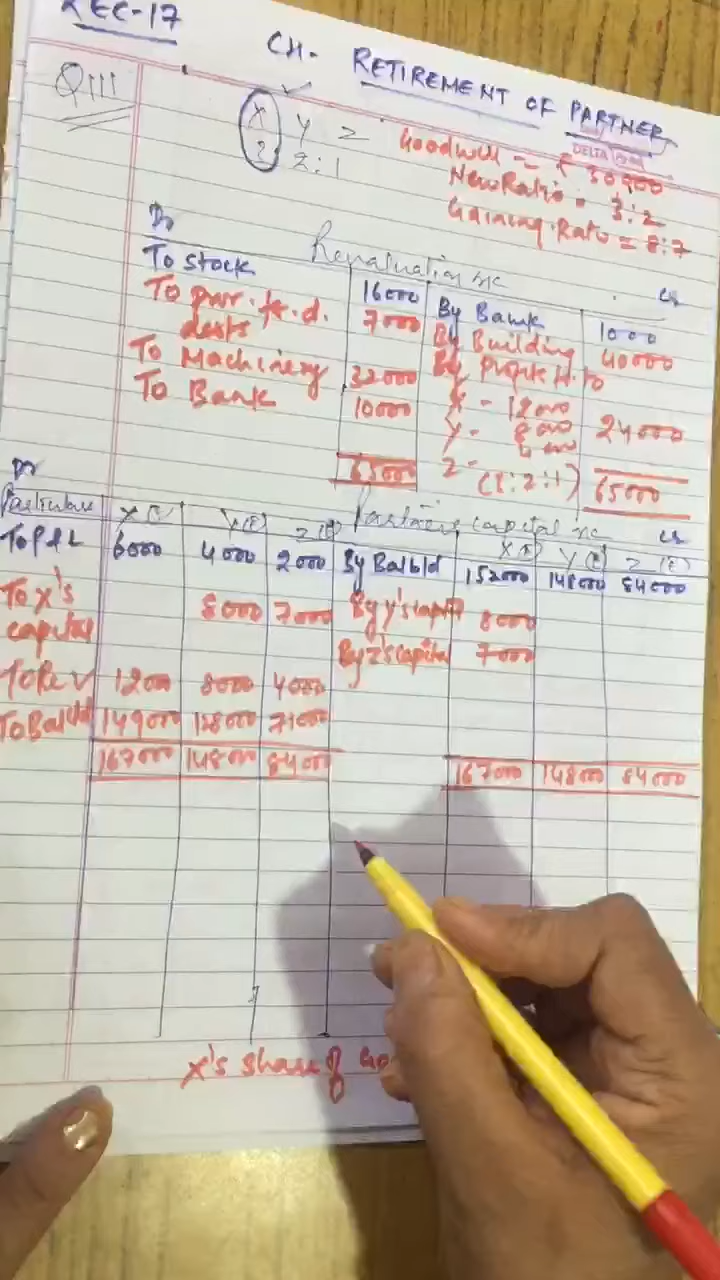 REC-17
CH- RETIREMENT OF PARTNER
DELTA
Q111
X Y Z
3: 2:1
Goodwill = ₹ 30,000
New Ratio = 3:2
Gaining Ratio = 8:7
Revaluation A/c
Dr Cr
To stock 16000 By Bank 1000
To prov. for d. debts 7000 By Building 40000
To Machinery 32000 By Profit tr. to
To Bank 10000 X - 12000
Y- 8000 24000
Z- 4000
65000 (3:2:1) 65000
Dr Partners capital A/c Cr
Particulars X(₹) Y(₹) Z(₹) X(₹) Y(₹) Z(₹)
To P&L 6000 4000 2000 By Bal b/d 152000 148000 84000
To X's capital 8000 7000 By Y's capital 8000
By Z's capital 7000
To Rev 12000 8000 4000
To Bal c/d 149000 128000 71000
167000 148000 84000 167000 148000 84000
X's share of